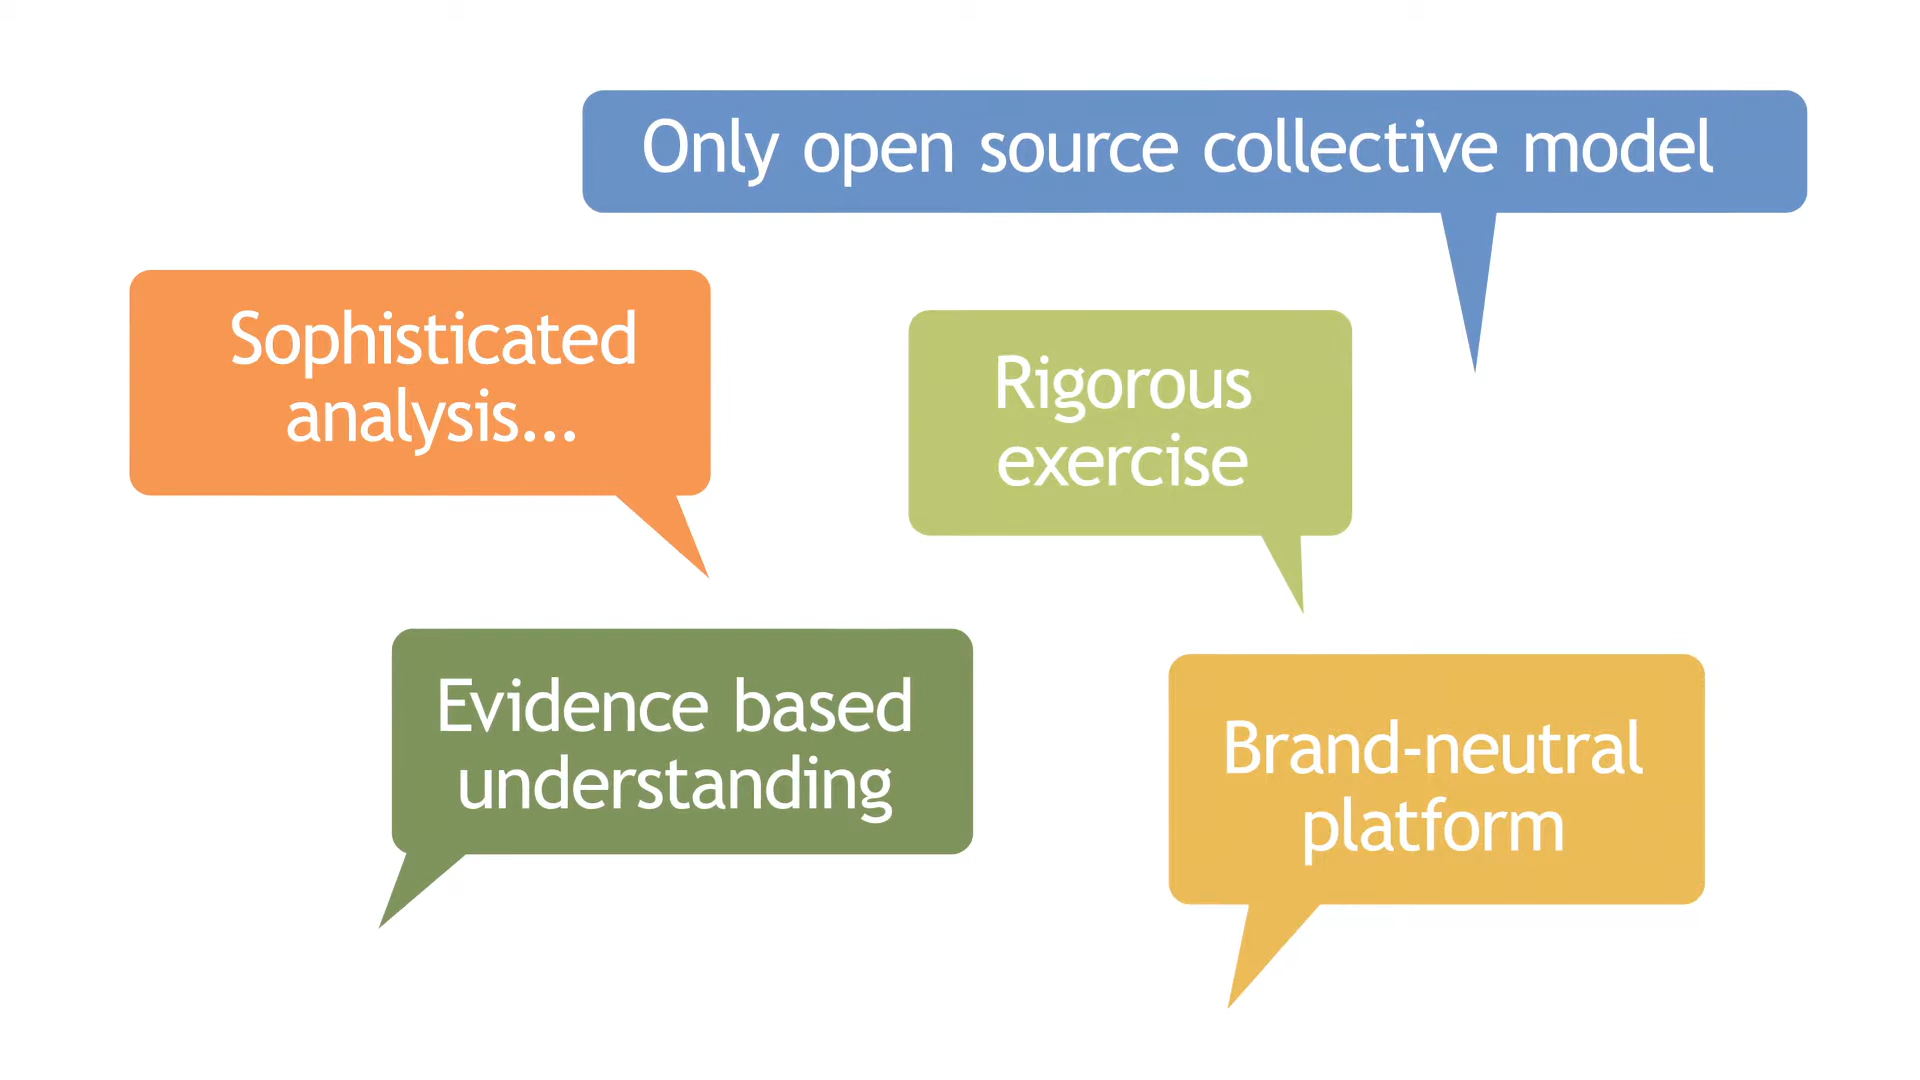 Only open source collective model
Sophisticated
analysis...
Rigorous
exercise
Evidence based
understanding
Brand-neutral
platform